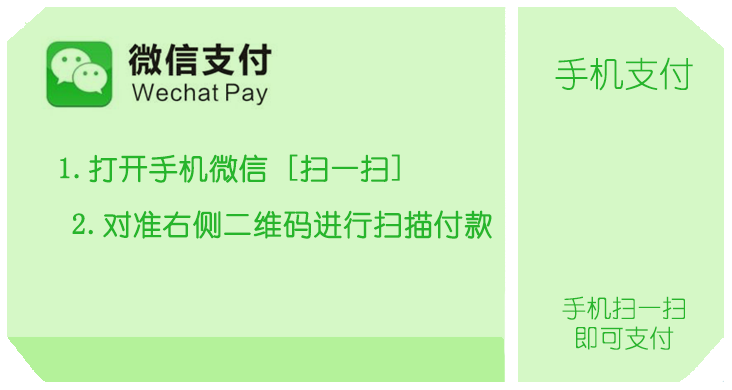 微信支付
Wechat Pay
1.打开手机微信［扫一扫］
2.对准右侧二维码进行扫描付款
手机支付
手机扫一扫
即可支付